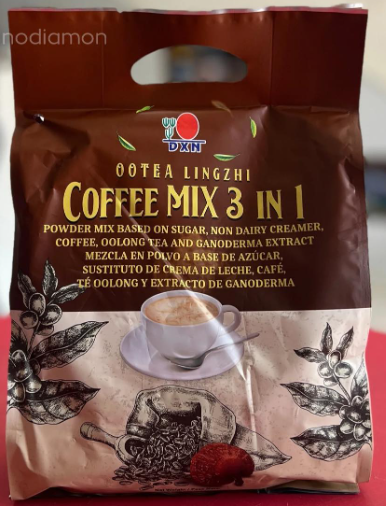 nodiamon
DXN
OOTEA LINGZHI
COFFEE MIX 3 IN 1
POWDER MIX BASED ON SUGAR, NON DAIRY CREAMER,
COFFEE, OOLONG TEA AND GANODERMA EXTRACT
MEZCLA EN POLVO A BASE DE AZÚCAR,
SUSTITUTO DE CREMA DE LECHE, CAFÉ,
TÉ OOLONG Y EXTRACTO DE GANODERMA